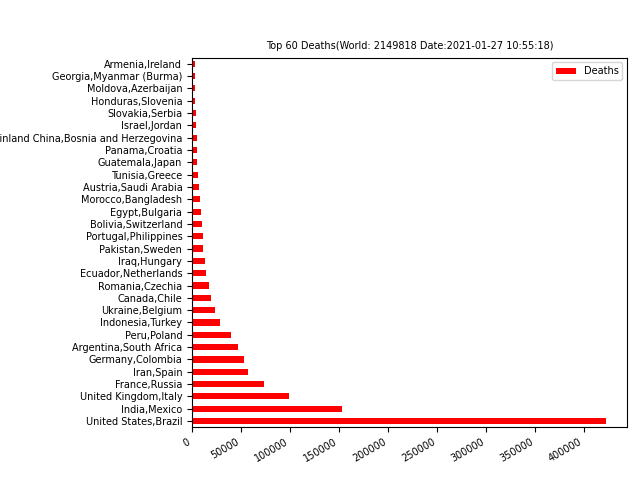 Top 60 Deaths(World: 2149818 Date:2021-01-27 10:55:18)
Deaths
Armenia,Ireland
Georgia,Myanmar (Burma)
Moldova,Azerbaijan
Honduras,Slovenia
Slovakia,Serbia
Israel,Jordan
inland China,Bosnia and Herzegovina
Panama,Croatia
Guatemala,Japan
Tunisia,Greece
Austria,Saudi Arabia
Morocco,Bangladesh
Egypt,Bulgaria
Bolivia,Switzerland
Portugal,Philippines
Pakistan,Sweden
Iraq,Hungary
Ecuador,Netherlands
Romania,Czechia
Canada,Chile
Ukraine,Belgium
Indonesia,Turkey
Peru,Poland
Argentina,South Africa
Germany,Colombia
Iran,Spain
France,Russia
United Kingdom,Italy
India,Mexico
United States,Brazil
0 50000 100000 150000 200000 250000 300000 350000 400000